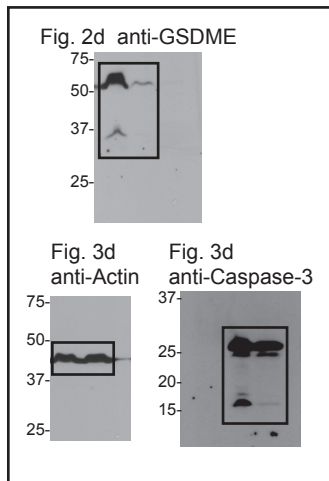 Fig. 2d anti-GSDME
75-
50-
37-
25-
Fig. 3d
anti-Actin
75-
50-
37-
25-
Fig. 3d
anti-Caspase-3
37-
25-
20-
15-